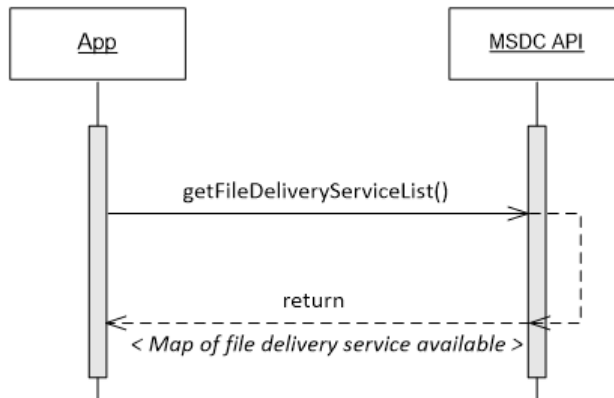 App
MSDC API
getFileDeliveryServiceList()
return
< Map of file delivery service available >